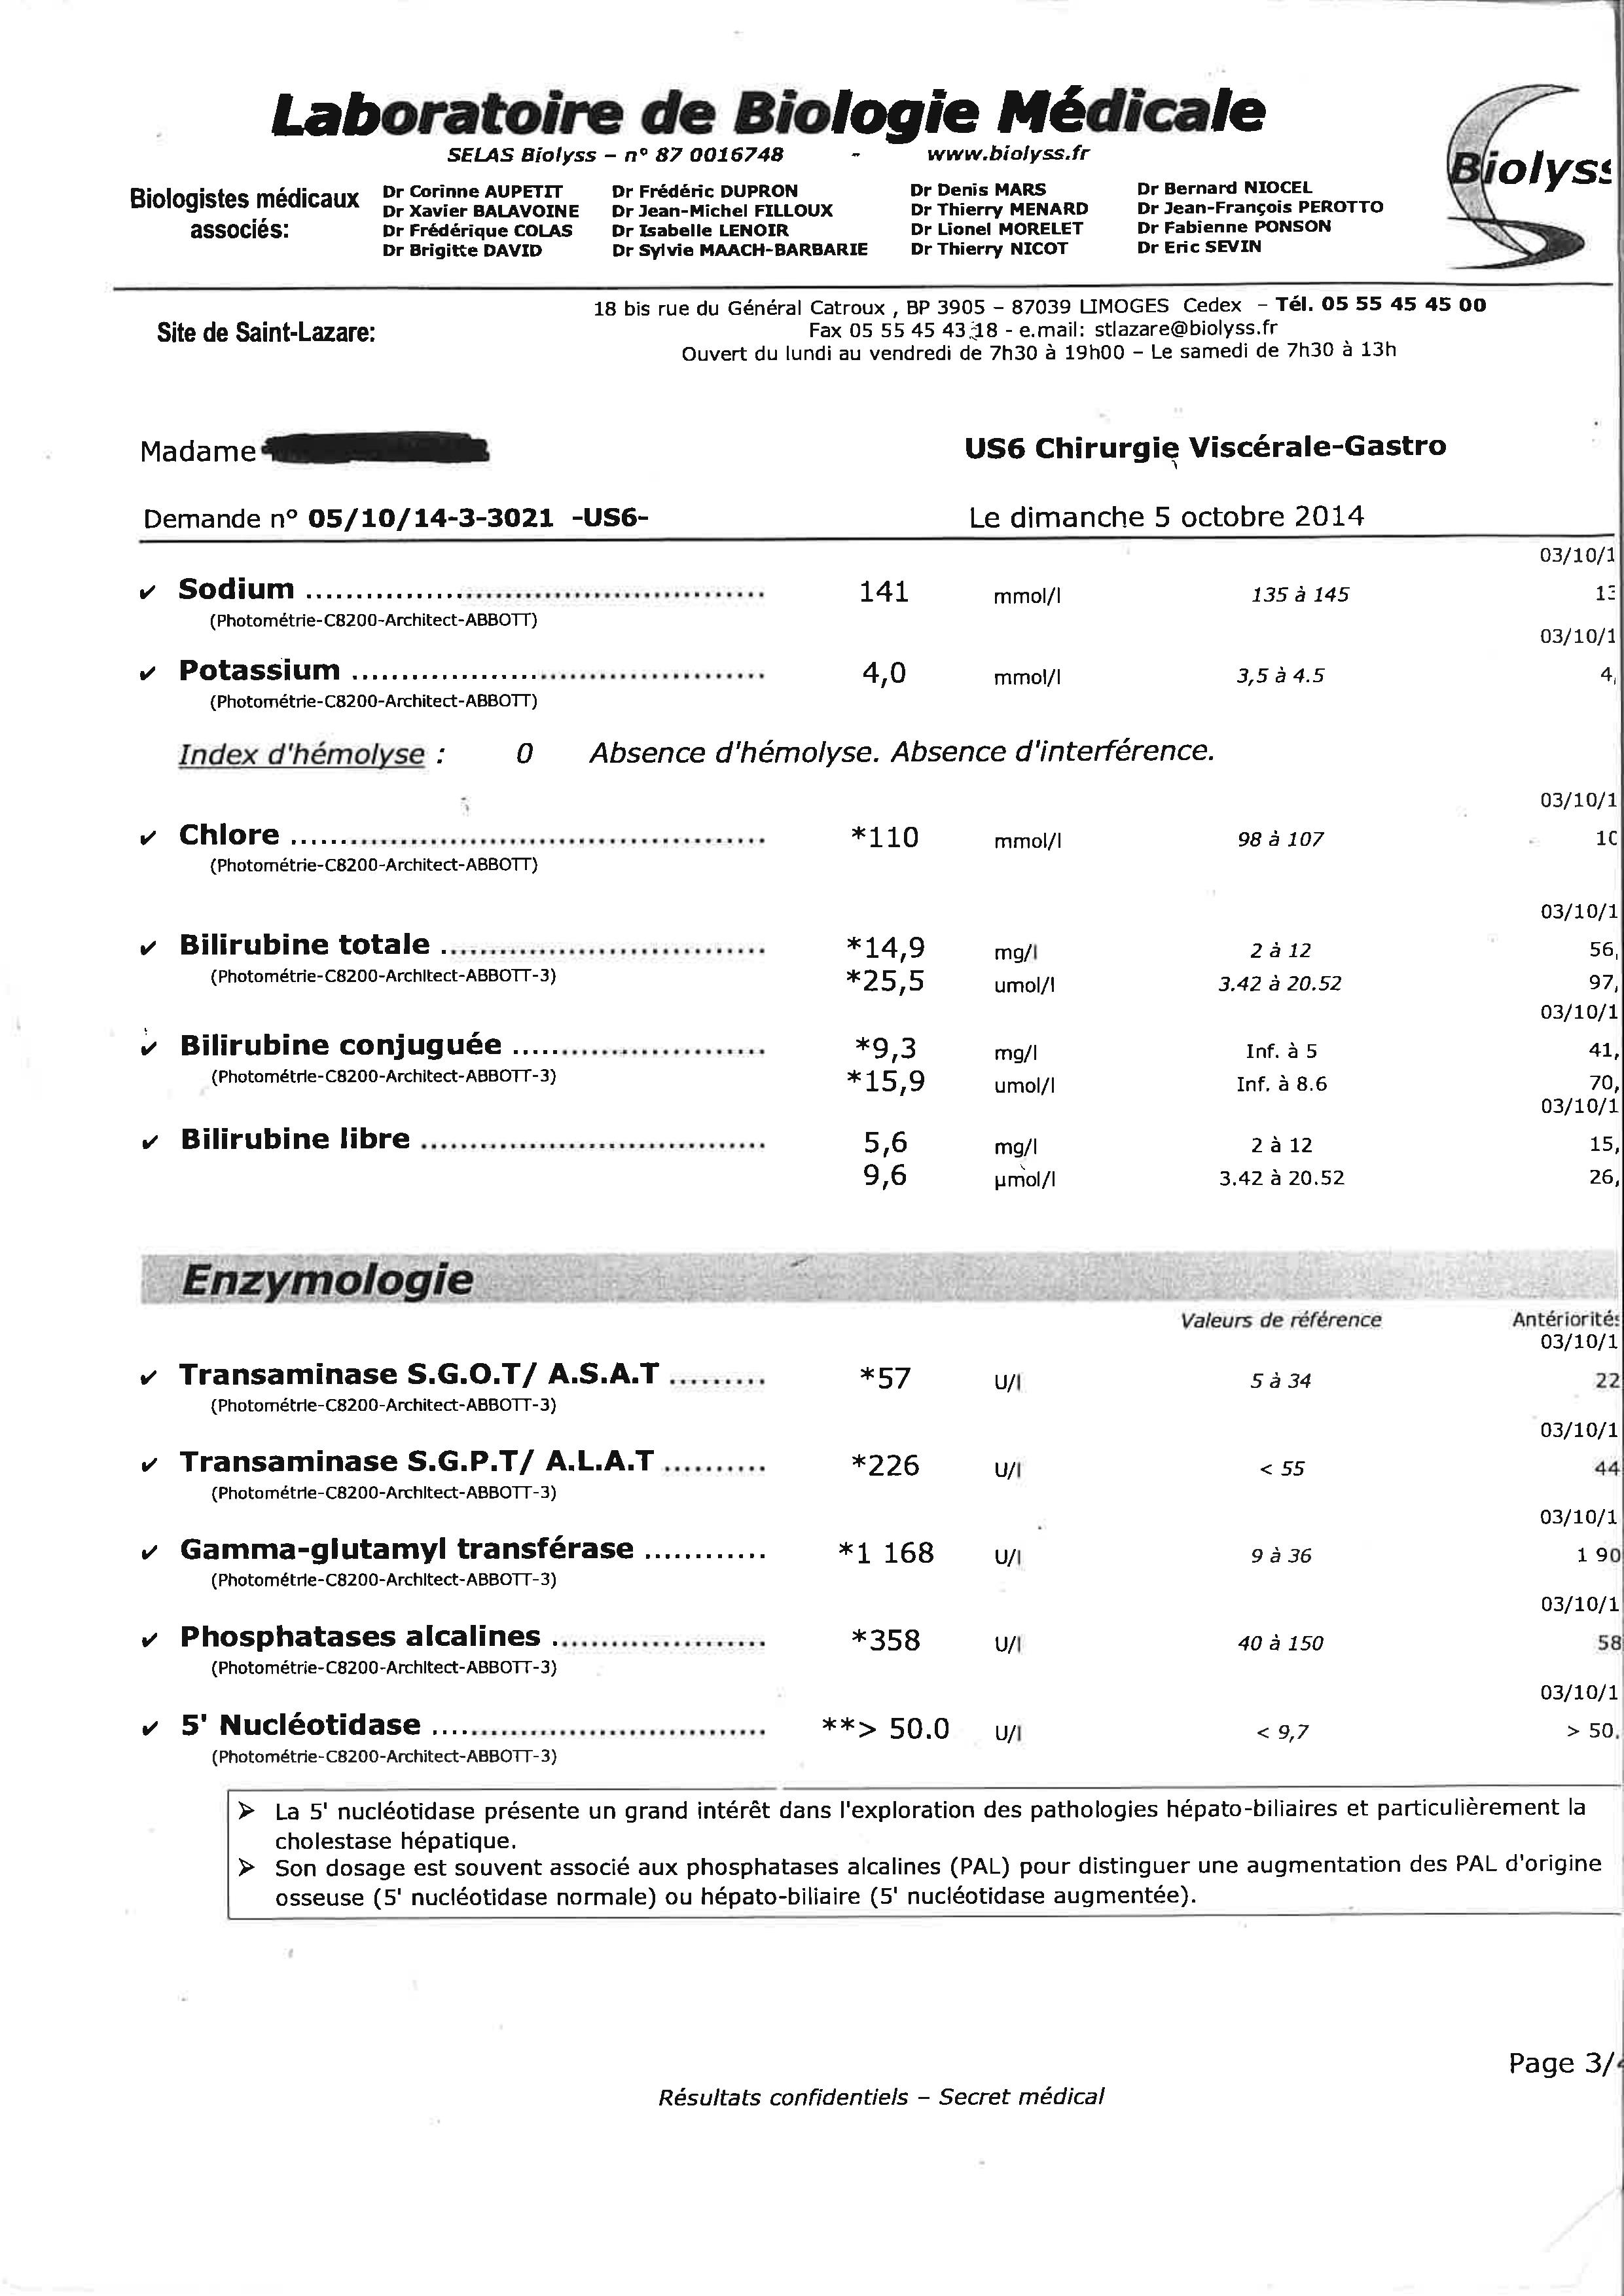 Laboratoire de Biologie Médicale
SELAS Biolyss – n° 87 0016748 - www.biolyss.fr
Biolyss
Biologistes médicaux associés:
Dr Corinne AUPETIT Dr Frédéric DUPRON Dr Denis MARS Dr Bernard NIOCEL
Dr Xavier BALAVOINE Dr Jean-Michel FILLOUX Dr Thierry MENARD Dr Jean-François PEROTTO
Dr Frédérique COLAS Dr Isabelle LENOIR Dr Lionel MORELET Dr Fabienne PONSON
Dr Brigitte DAVID Dr Sylvie MAACH-BARBARIE Dr Thierry NICOT Dr Eric SEVIN
18 bis rue du Général Catroux , BP 3905 – 87039 LIMOGES Cedex – Tél. 05 55 45 45 00
Site de Saint-Lazare: Fax 05 55 45 43 18 - e.mail: stlazare@biolyss.fr
Ouvert du lundi au vendredi de 7h30 à 19h00 – Le samedi de 7h30 à 13h
Madame US6 Chirurgie Viscérale-Gastro
Demande n° 05/10/14-3-3021 -US6- Le dimanche 5 octobre 2014
03/10/1
✔ Sodium 141 mmol/l 135 à 145
(Photométrie-C8200-Architect-ABBOTT)
03/10/1
✔ Potassium 4,0 mmol/l 3,5 à 4.5 4,
(Photométrie-C8200-Architect-ABBOTT)
Index d'hémolyse : 0 Absence d'hémolyse. Absence d'interférence.
03/10/1
✔ Chlore *110 mmol/l 98 à 107
(Photométrie-C8200-Architect-ABBOTT)
03/10/1
✔ Bilirubine totale *14,9 mg/l 2 à 12 56,
(Photométrie-C8200-Architect-ABBOTT-3) *25,5 umol/l 3.42 à 20.52 97,
03/10/1
✔ Bilirubine conjuguée *9,3 mg/l Inf. à 5 41,
(Photométrie-C8200-Architect-ABBOTT-3) *15,9 umol/l Inf. à 8.6 70,
03/10/1
✔ Bilirubine libre 5,6 mg/l 2 à 12 15,
9,6 µmol/l 3.42 à 20.52 26,
Enzymologie
Valeurs de référence Antériorités
03/10/1
✔ Transaminase S.G.O.T/ A.S.A.T *57 U/l 5 à 34 22
(Photométrie-C8200-Architect-ABBOTT-3)
03/10/1
✔ Transaminase S.G.P.T/ A.L.A.T *226 U/l < 55 44
(Photométrie-C8200-Architect-ABBOTT-3)
03/10/1
✔ Gamma-glutamyl transférase *1 168 U/l 9 à 36 1 90
(Photométrie-C8200-Architect-ABBOTT-3)
03/10/1
✔ Phosphatases alcalines *358 U/l 40 à 150 58
(Photométrie-C8200-Architect-ABBOTT-3)
03/10/1
✔ 5' Nucléotidase **> 50.0 U/l < 9,7 > 50.
(Photométrie-C8200-Architect-ABBOTT-3)
➢ La 5' nucléotidase présente un grand intérêt dans l'exploration des pathologies hépato-biliaires et particulièrement la
cholestase hépatique.
➢ Son dosage est souvent associé aux phosphatases alcalines (PAL) pour distinguer une augmentation des PAL d'origine
osseuse (5' nucléotidase normale) ou hépato-biliaire (5' nucléotidase augmentée).
Page 3/4
Résultats confidentiels – Secret médical